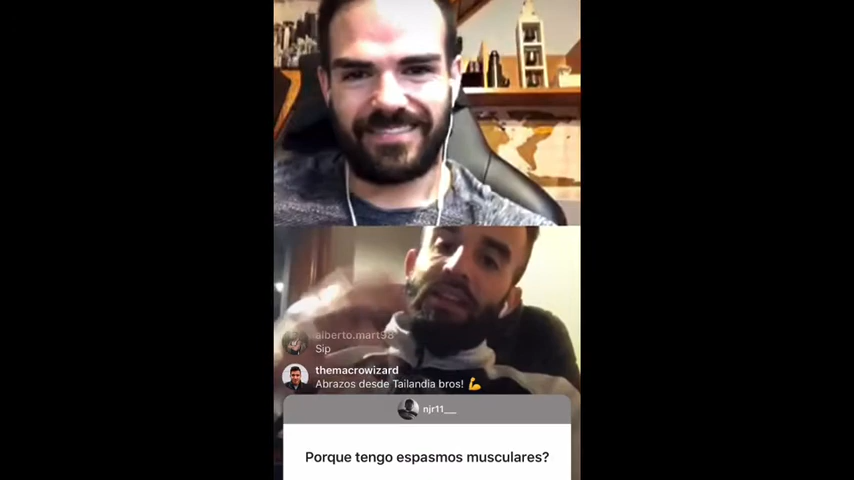 alberto.mart98
Sip
themacrowizard
Abrazos desde Tailandia bros! 💪
njr11___
Porque tengo espasmos musculares?